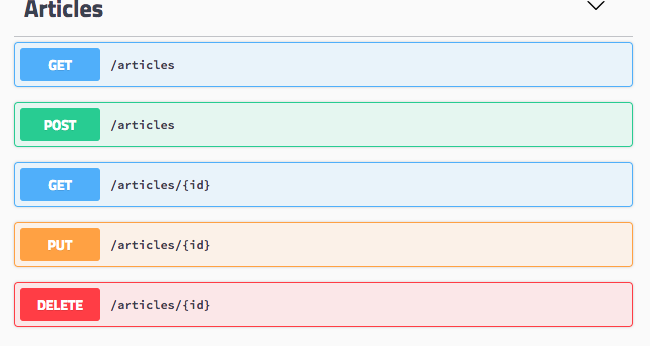 Articles
GET /articles
POST /articles
GET /articles/{id}
PUT /articles/{id}
DELETE /articles/{id}